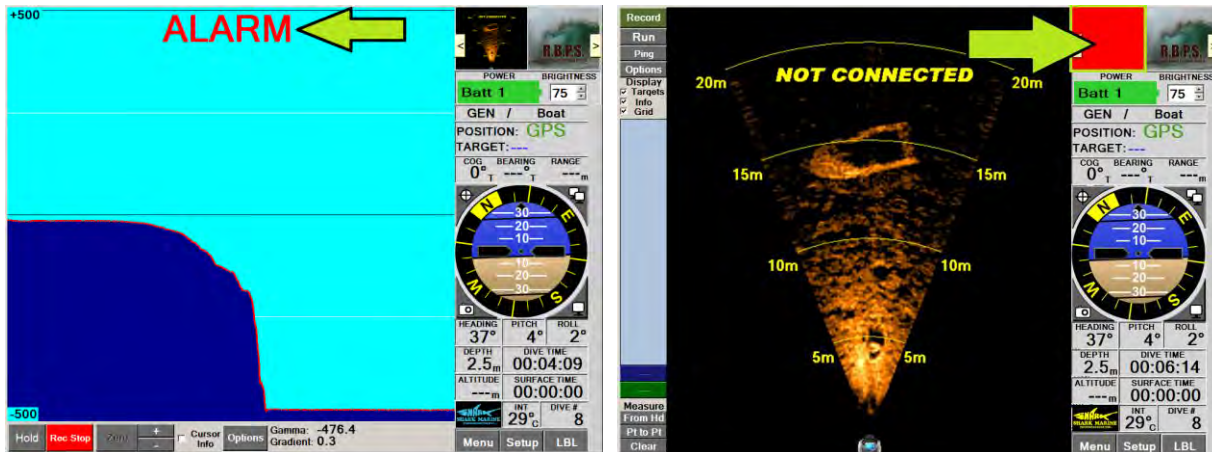 +500
ALARM
-500
Hold
Rec Stop
Zero
+
-
Cursor
Info
Options
Gamma: -476.4
Gradient: 0.3
<
>
R.B.P.S.
POWER
BRIGHTNESS
Batt 1
75
GEN / Boat
POSITION: GPS
TARGET:---
COG BEARING RANGE
0°T ---°T ---m
N
E
S
W
30
20
10
10
20
30
HEADING PITCH ROLL
37° 4° 2°
DEPTH DIVE TIME
2.5m 00:04:09
ALTITUDE SURFACE TIME
---m 00:00:00
SHARK MARINE
INT DIVE #
29°C 8
Menu Setup LBL
Record
Run
Ping
Options
Display
Targets
Info
Grid
Measure
From Hd
Pt to Pt
Clear
NOT CONNECTED
20m 20m
15m 15m
10m 10m
5m 5m
R.B.P.S.
>
POWER
BRIGHTNESS
Batt 1
75
GEN / Boat
POSITION: GPS
TARGET:---
COG BEARING RANGE
0°T ---°T ---m
N
E
S
W
30
20
10
10
20
30
HEADING PITCH ROLL
37° 4° 2°
DEPTH DIVE TIME
2.5m 00:06:14
ALTITUDE SURFACE TIME
---m 00:00:00
SHARK MARINE
INT DIVE #
29°C 8
Menu Setup LBL